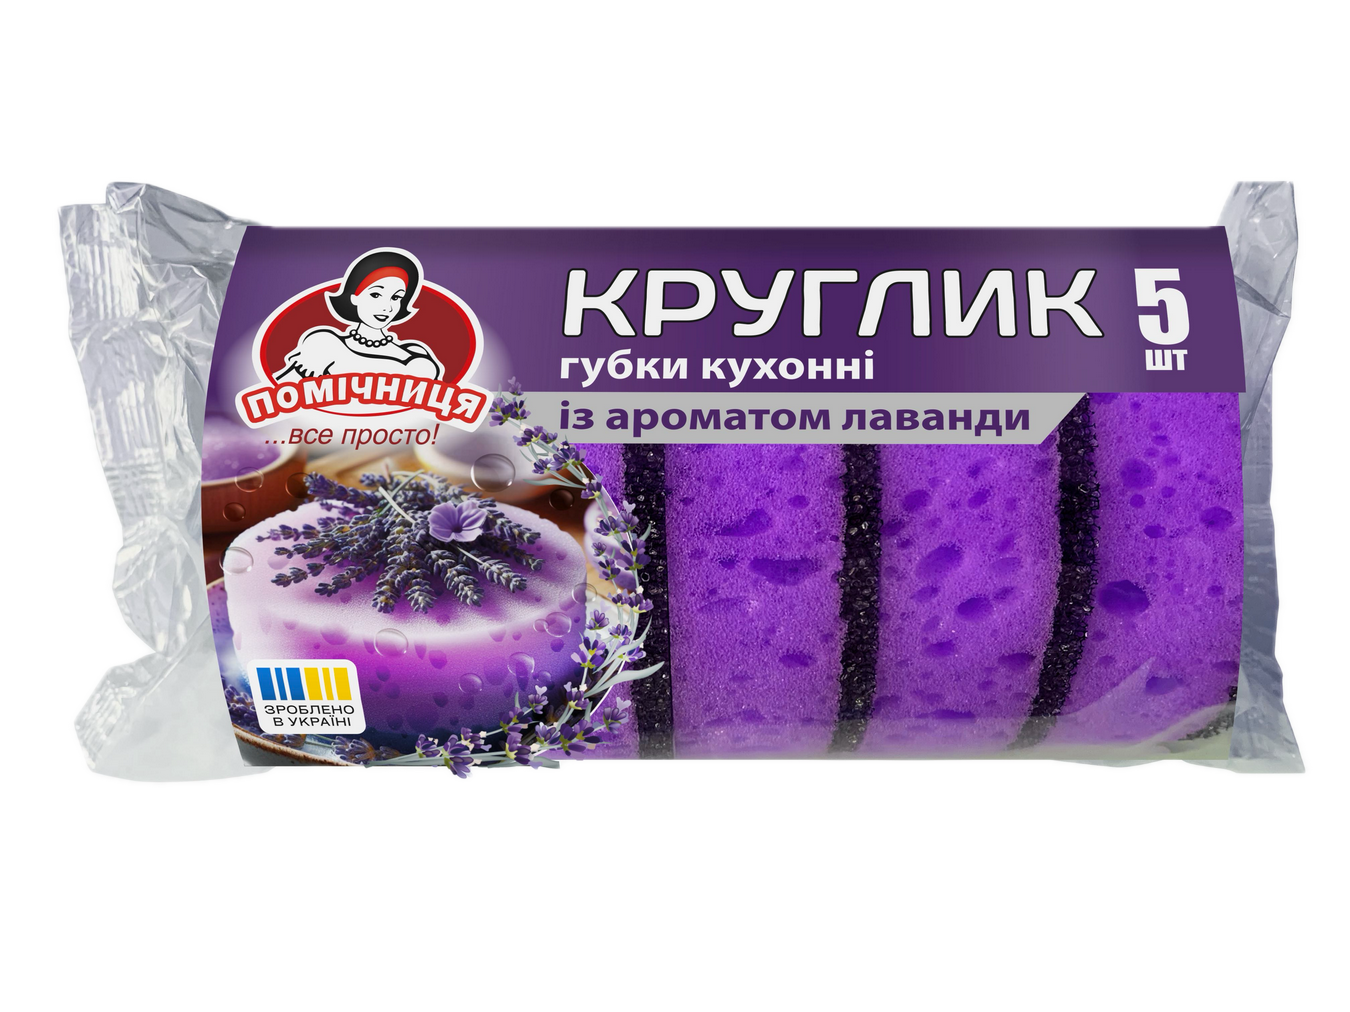 ПОМІЧНИЦЯ
...все просто!
КРУГЛИК
губки кухонні
із ароматом лаванди
5
шт
ЗРОБЛЕНО
В УКРАЇНІ